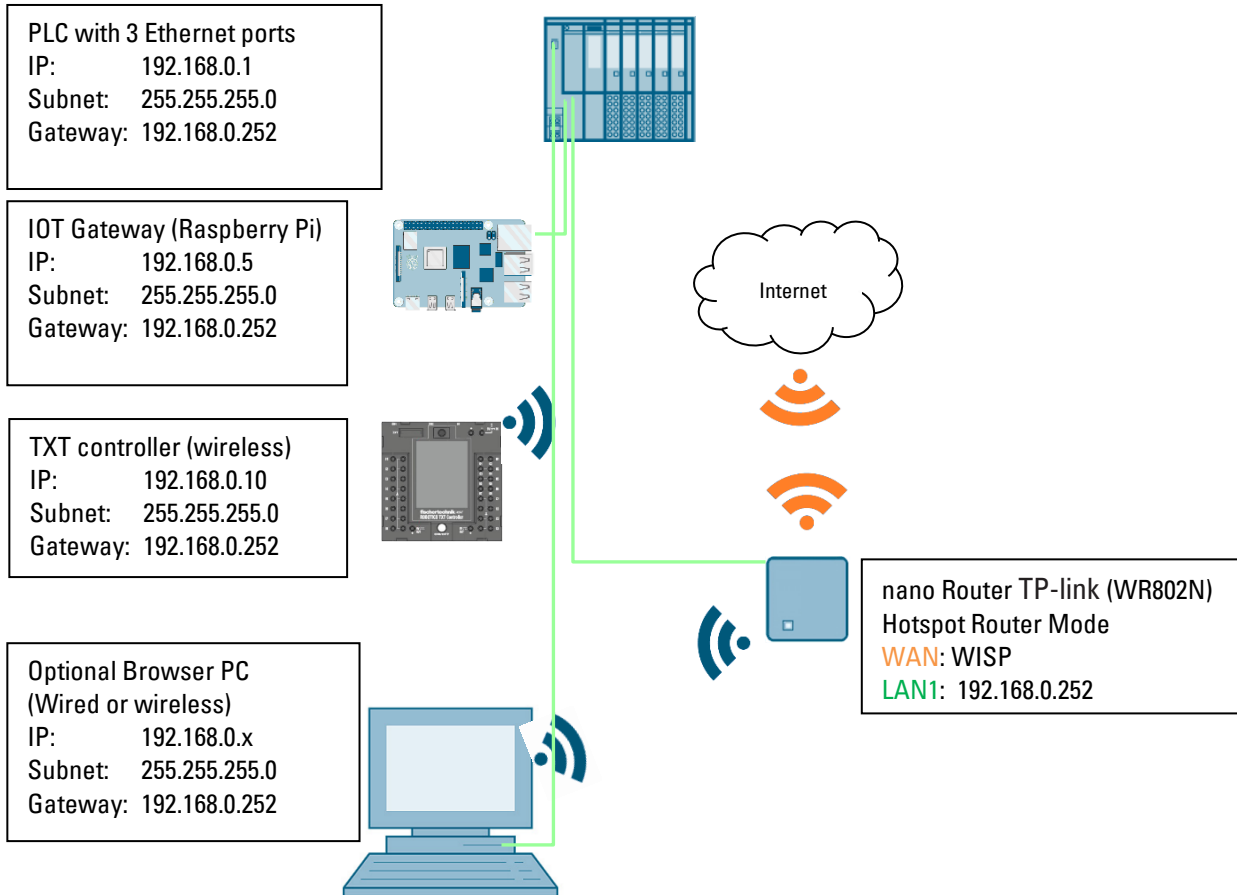 PLC with 3 Ethernet ports
IP: 192.168.0.1
Subnet: 255.255.255.0
Gateway: 192.168.0.252
IOT Gateway (Raspberry Pi)
IP: 192.168.0.5
Subnet: 255.255.255.0
Gateway: 192.168.0.252
Internet
TXT controller (wireless)
IP: 192.168.0.10
Subnet: 255.255.255.0
Gateway: 192.168.0.252
fischertechnik
ROBOTICS TXT Controller
nano Router TP-link (WR802N)
Hotspot Router Mode
WAN: WISP
LAN1: 192.168.0.252
Optional Browser PC
(Wired or wireless)
IP: 192.168.0.x
Subnet: 255.255.255.0
Gateway: 192.168.0.252